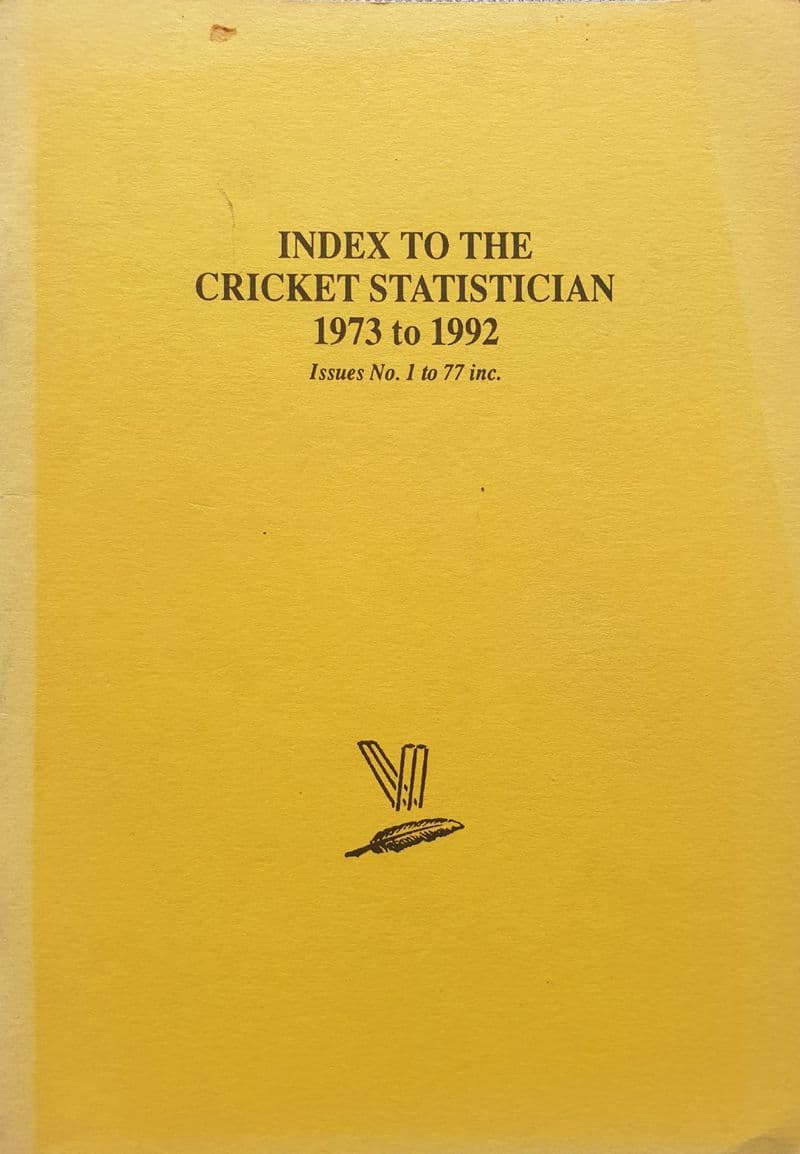 INDEX TO THE
CRICKET STATISTICIAN
1973 to 1992
Issues No. 1 to 77 inc.